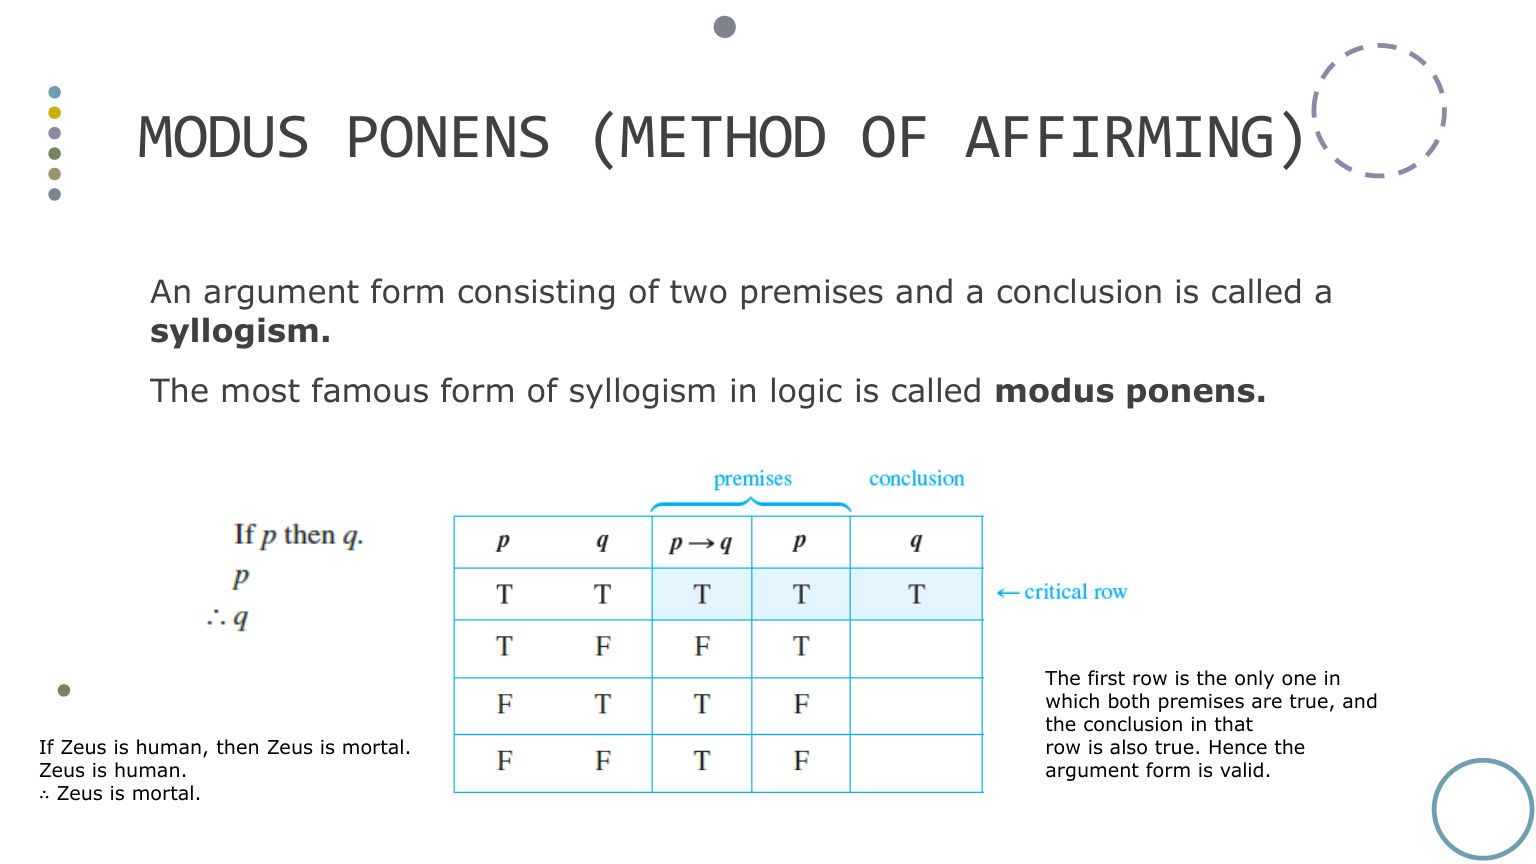 MODUS PONENS (METHOD OF AFFIRMING)
An argument form consisting of two premises and a conclusion is called a
syllogism.
The most famous form of syllogism in logic is called modus ponens.
If p then q.
p
∴ q
premises conclusion
p q p → q p q
T T T T T
← critical row
T F F T
F T T F
F F T F
If Zeus is human, then Zeus is mortal.
Zeus is human.
∴ Zeus is mortal.
The first row is the only one in
which both premises are true, and
the conclusion in that
row is also true. Hence the
argument form is valid.